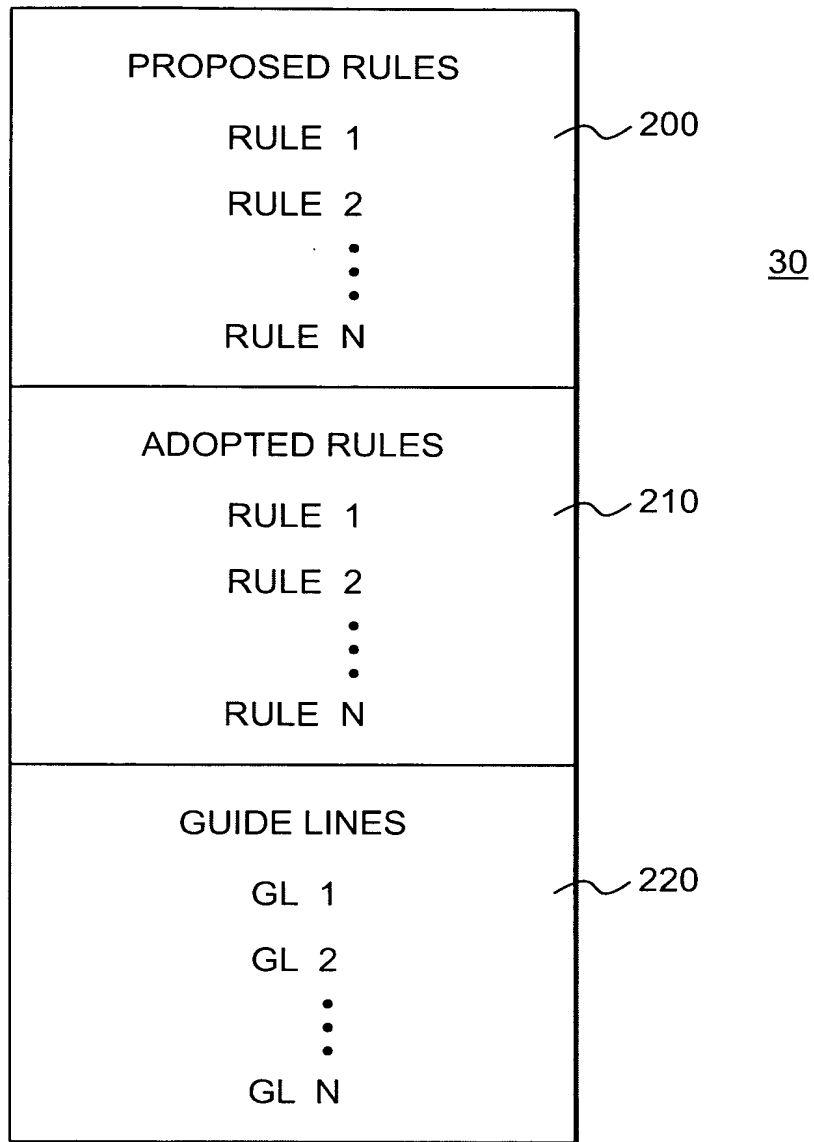 PROPOSED RULES
RULE 1
200
RULE 2
30
RULE N
ADOPTED RULES
RULE 1
210
RULE 2
RULE N
GUIDE LINES
GL 1
220
GL 2
GL N